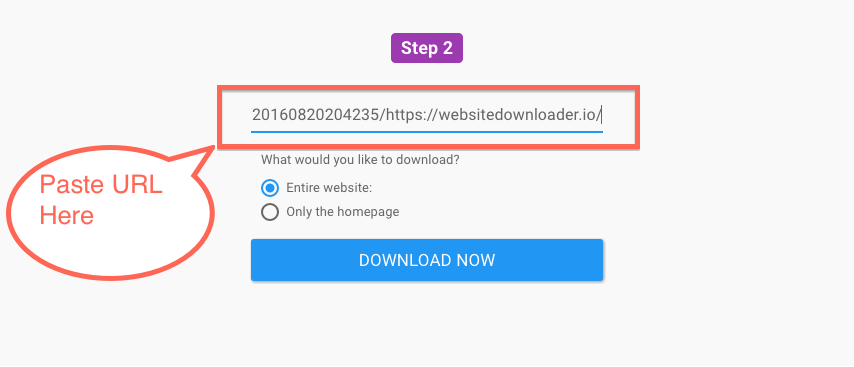 Step 2
20160820204235/https://websitedownloader.io/
What would you like to download?
Paste URL
Here
Entire website:
Only the homepage
DOWNLOAD NOW